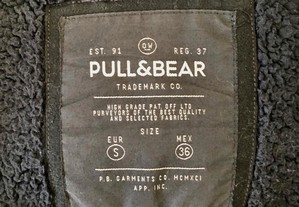 EST. 91 OW REG. 37
PULL&BEAR
TRADEMARK CO.
HIGH GRADE PAT OFF LTD
PURVEYORS OF THE BEST QUALITY
AND SELECTED FABRICS.
SIZE
EUR MEX
S 36
P.B. GARMENTS CO. MCMXCI
APP. INC.